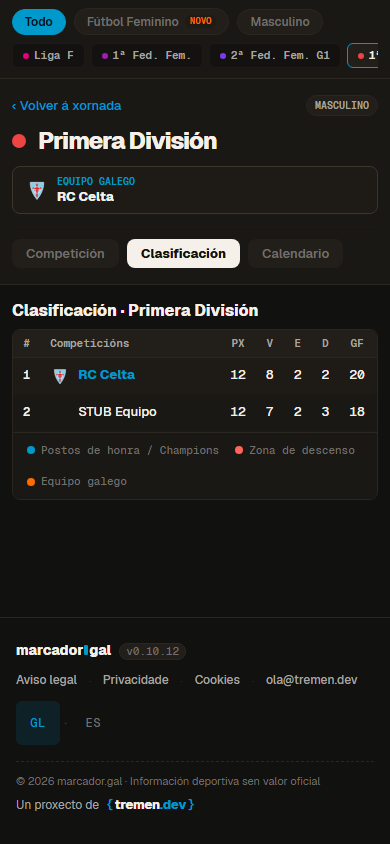 Todo Fútbol Feminino NOVO Masculino
Liga F 1ª Fed. Fem. 2ª Fed. Fem. G1
‹ Volver á xornada MASCULINO
Primera División
EQUIPO GALEGO
RC Celta
Competición Clasificación Calendario
Clasificación · Primera División
# Competicións PX V E D GF
1 RC Celta 12 8 2 2 20
2 STUB Equipo 12 7 2 3 18
Postos de honra / Champions Zona de descenso
Equipo galego
marcador gal v0.10.12
Aviso legal · Privacidade · Cookies · ola@tremen.dev
GL · ES
© 2026 marcador.gal · Información deportiva sen valor oficial
Un proxecto de {tremen.dev}